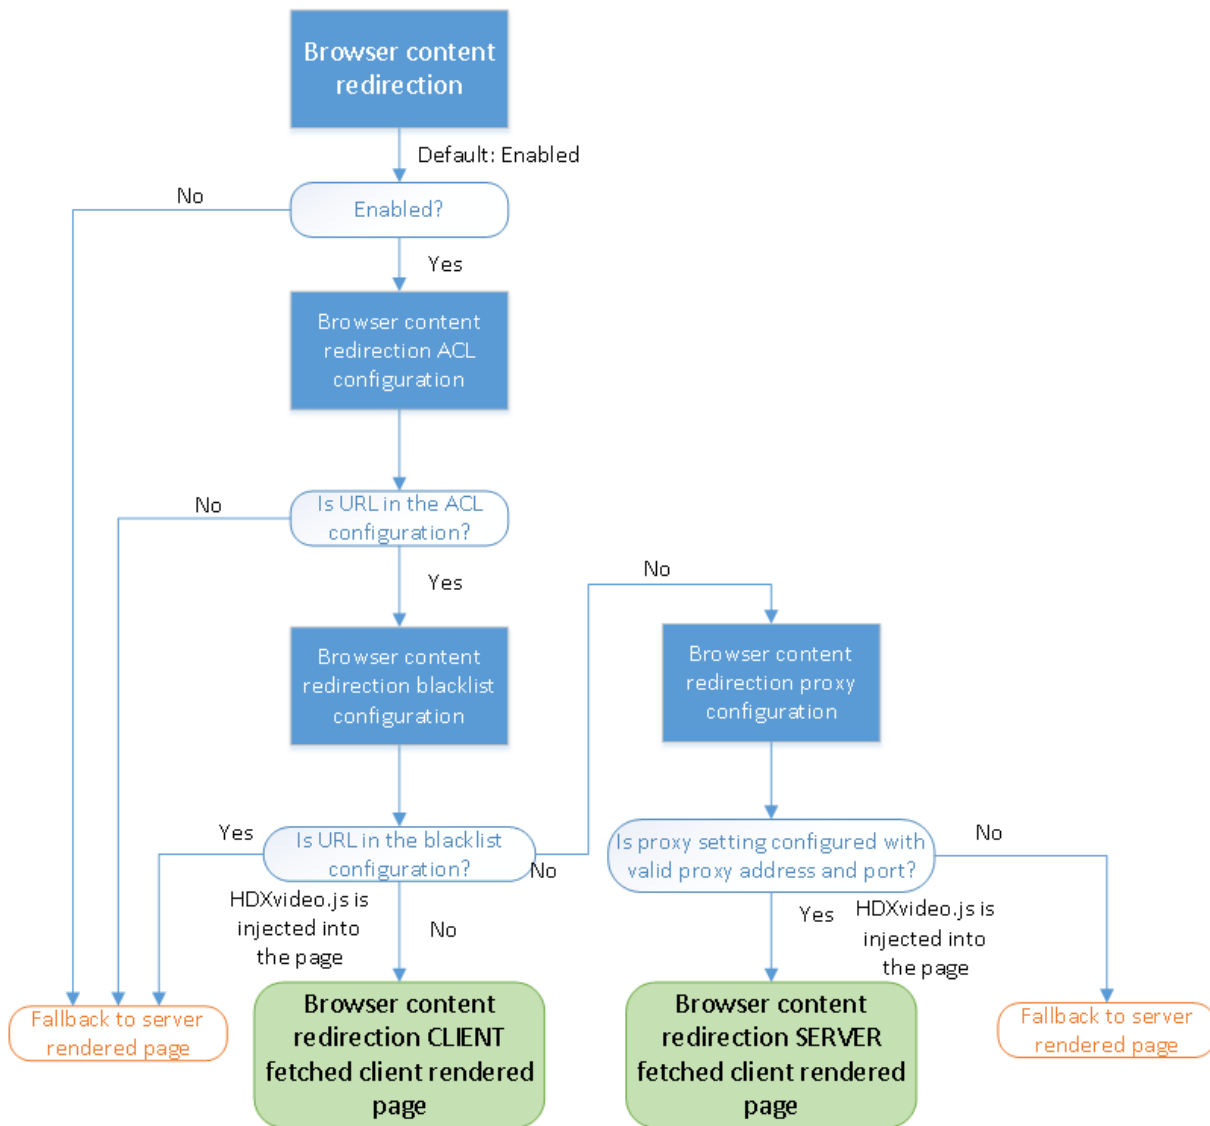 Browser content
redirection
Default: Enabled
No
Enabled?
Yes
Browser content
redirection ACL
configuration
No
Is URL in the ACL
configuration?
Yes
No
Browser content
redirection blacklist
configuration
Browser content
redirection proxy
configuration
Yes
Is URL in the blacklist
configuration?
No
Is proxy setting configured with
valid proxy address and port?
No
HDXvideo.js is
injected into
the page
No
Yes
HDXvideo.js is
injected into
the page
Fallback to server
rendered page
Browser content
redirection CLIENT
fetched client rendered
page
Browser content
redirection SERVER
fetched client rendered
page
Fallback to server
rendered page